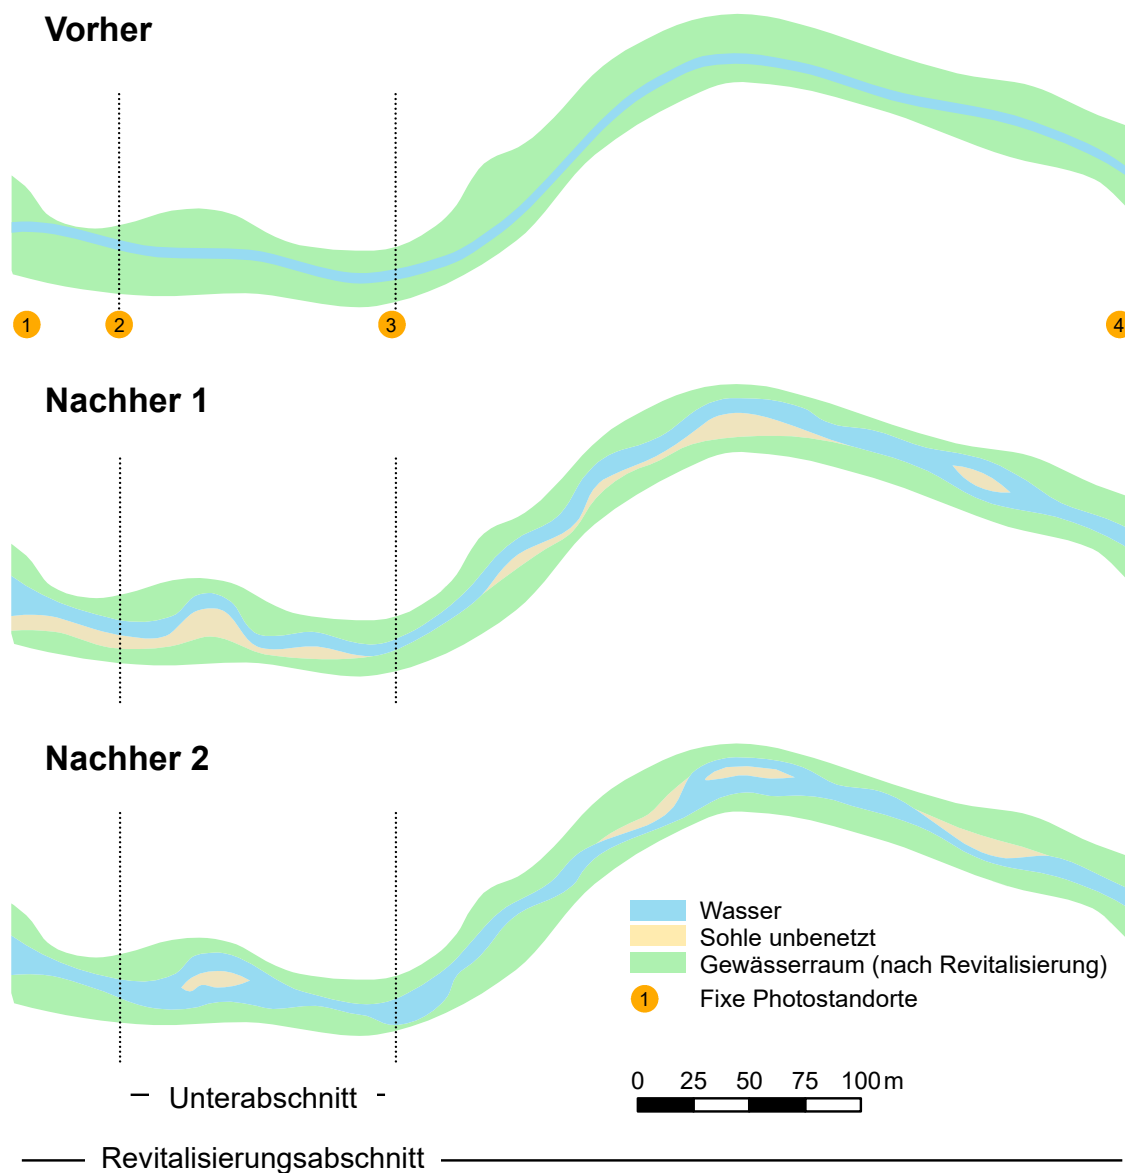 Vorher
1 2 3 4
Nachher 1
Nachher 2
Wasser
Sohle unbenetzt
Gewässerraum (nach Revitalisierung)
1 Fixe Photostandorte
0 25 50 75 100 m
Unterabschnitt
Revitalisierungsabschnitt